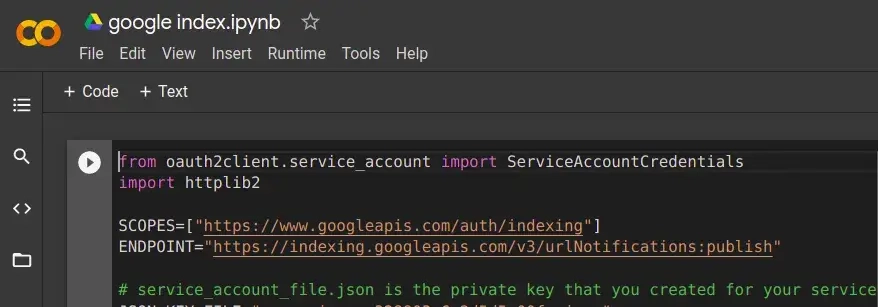 google index.ipynb
File Edit View Insert Runtime Tools Help
+ Code + Text
from oauth2client.service_account import ServiceAccountCredentials
import httplib2
SCOPES=["https://www.googleapis.com/auth/indexing"]
ENDPOINT="https://indexing.googleapis.com/v3/urlNotifications:publish"
# service_account_file.json is the private key that you created for your service